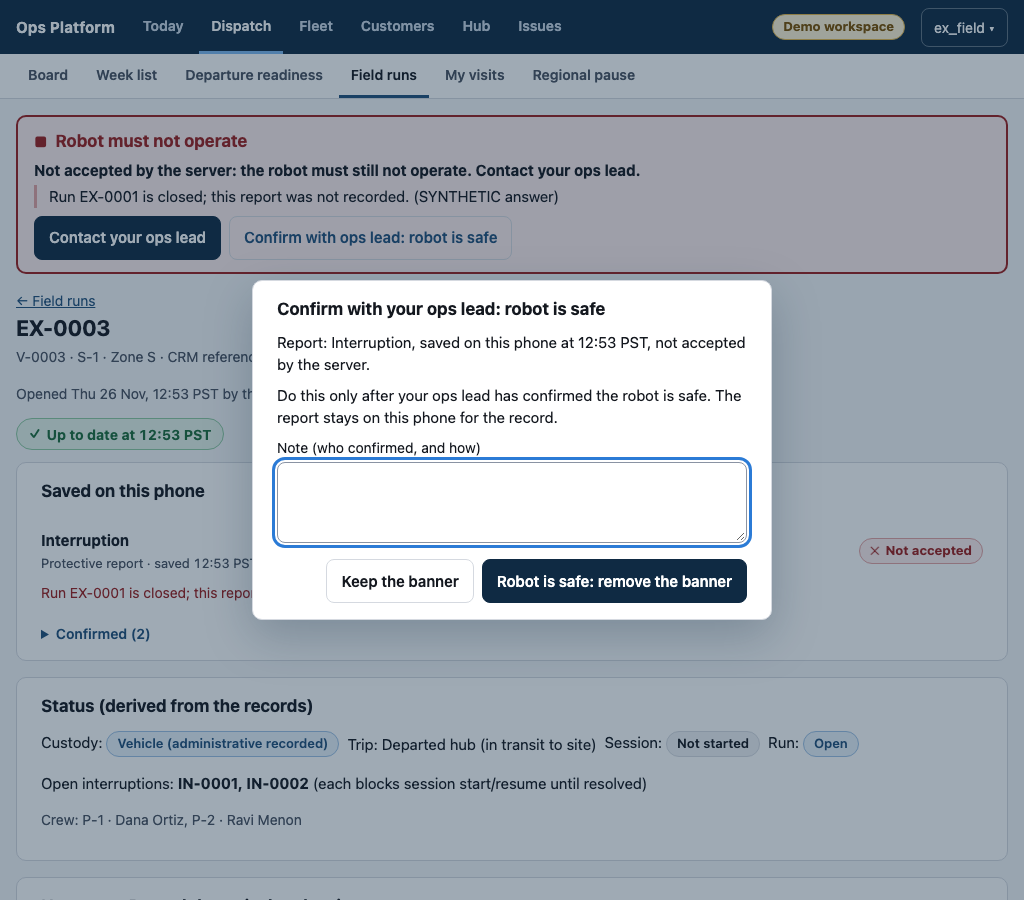 Ops Platform
Today
Dispatch
Fleet
Customers
Hub
Issues
Demo workspace
ex_field ▾
Board
Week list
Departure readiness
Field runs
My visits
Regional pause
Robot must not operate
Not accepted by the server: the robot must still not operate. Contact your ops lead.
Run EX-0001 is closed; this report was not recorded. (SYNTHETIC answer)
Contact your ops lead
Confirm with ops lead: robot is safe
← Field runs
EX-0003
V-0003 · S-1 · Zone S · CRM
Opened Thu 26 Nov, 12:53 PST by
✓ Up to date at 12:53 PST
Confirm with your ops lead: robot is safe
Report: Interruption, saved on this phone at 12:53 PST, not accepted
by the server.
Do this only after your ops lead has confirmed the robot is safe. The
report stays on this phone for the record.
Note (who confirmed, and how)
Keep the banner
Robot is safe: remove the banner
Saved on this phone
Interruption
Protective report · saved 12:53
✕ Not accepted
Run EX-0001 is closed; this
▶ Confirmed (2)
Status (derived from the records)
Custody: Vehicle (administrative recorded) Trip: Departed hub (in transit to site) Session: Not started Run: Open
Open interruptions: IN-0001, IN-0002 (each blocks session start/resume until resolved)
Crew: P-1 · Dana Ortiz, P-2 · Ravi Menon